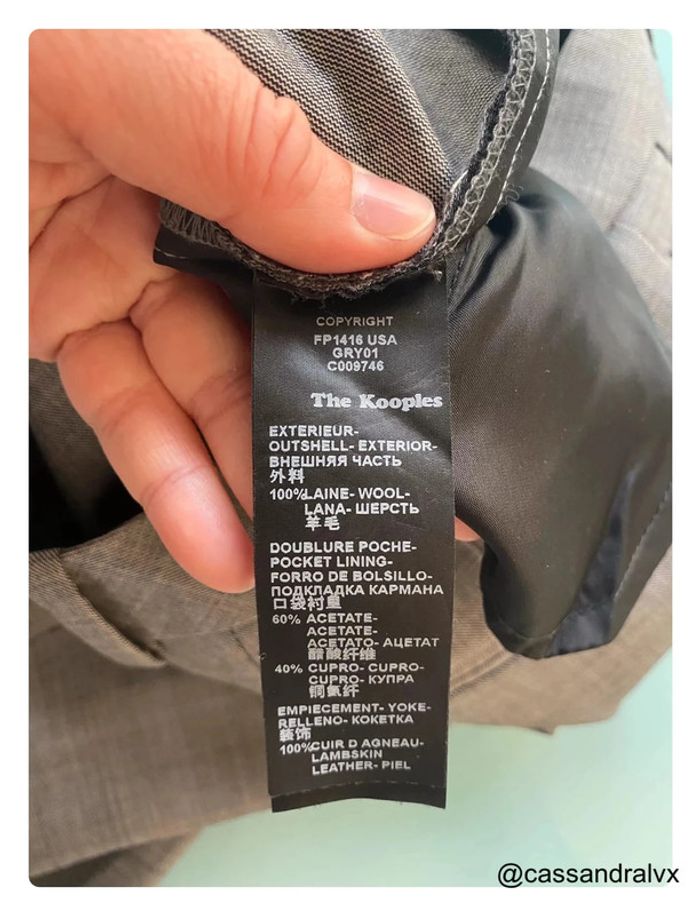 COPYRIGHT
FP1416 USA
GRY01
C009746
The Kooples
EXTERIEUR-
OUTSHELL- EXTERIOR-
ВНЕШНЯЯ ЧАСТЬ
外料
100%LAINE- WOOL-
LANA- ШЕРСТЬ
羊毛
DOUBLURE POCHE-
POCKET LINING-
FORRO DE BOLSILLO-
ПОДКЛАДКА КАРМАНА
口袋衬里
60% ACETATE-
ACETATE-
ACETATO- АЦЕТАТ
醋酸纤维
40% CUPRO- CUPRO-
CUPRO- КУПРА
铜氨纤
EMPIECEMENT- YOKE-
RELLENO- КОКЕТКА
装饰
100%CUIR D AGNEAU-
LAMBSKIN
LEATHER- PIEL
@cassandralvx